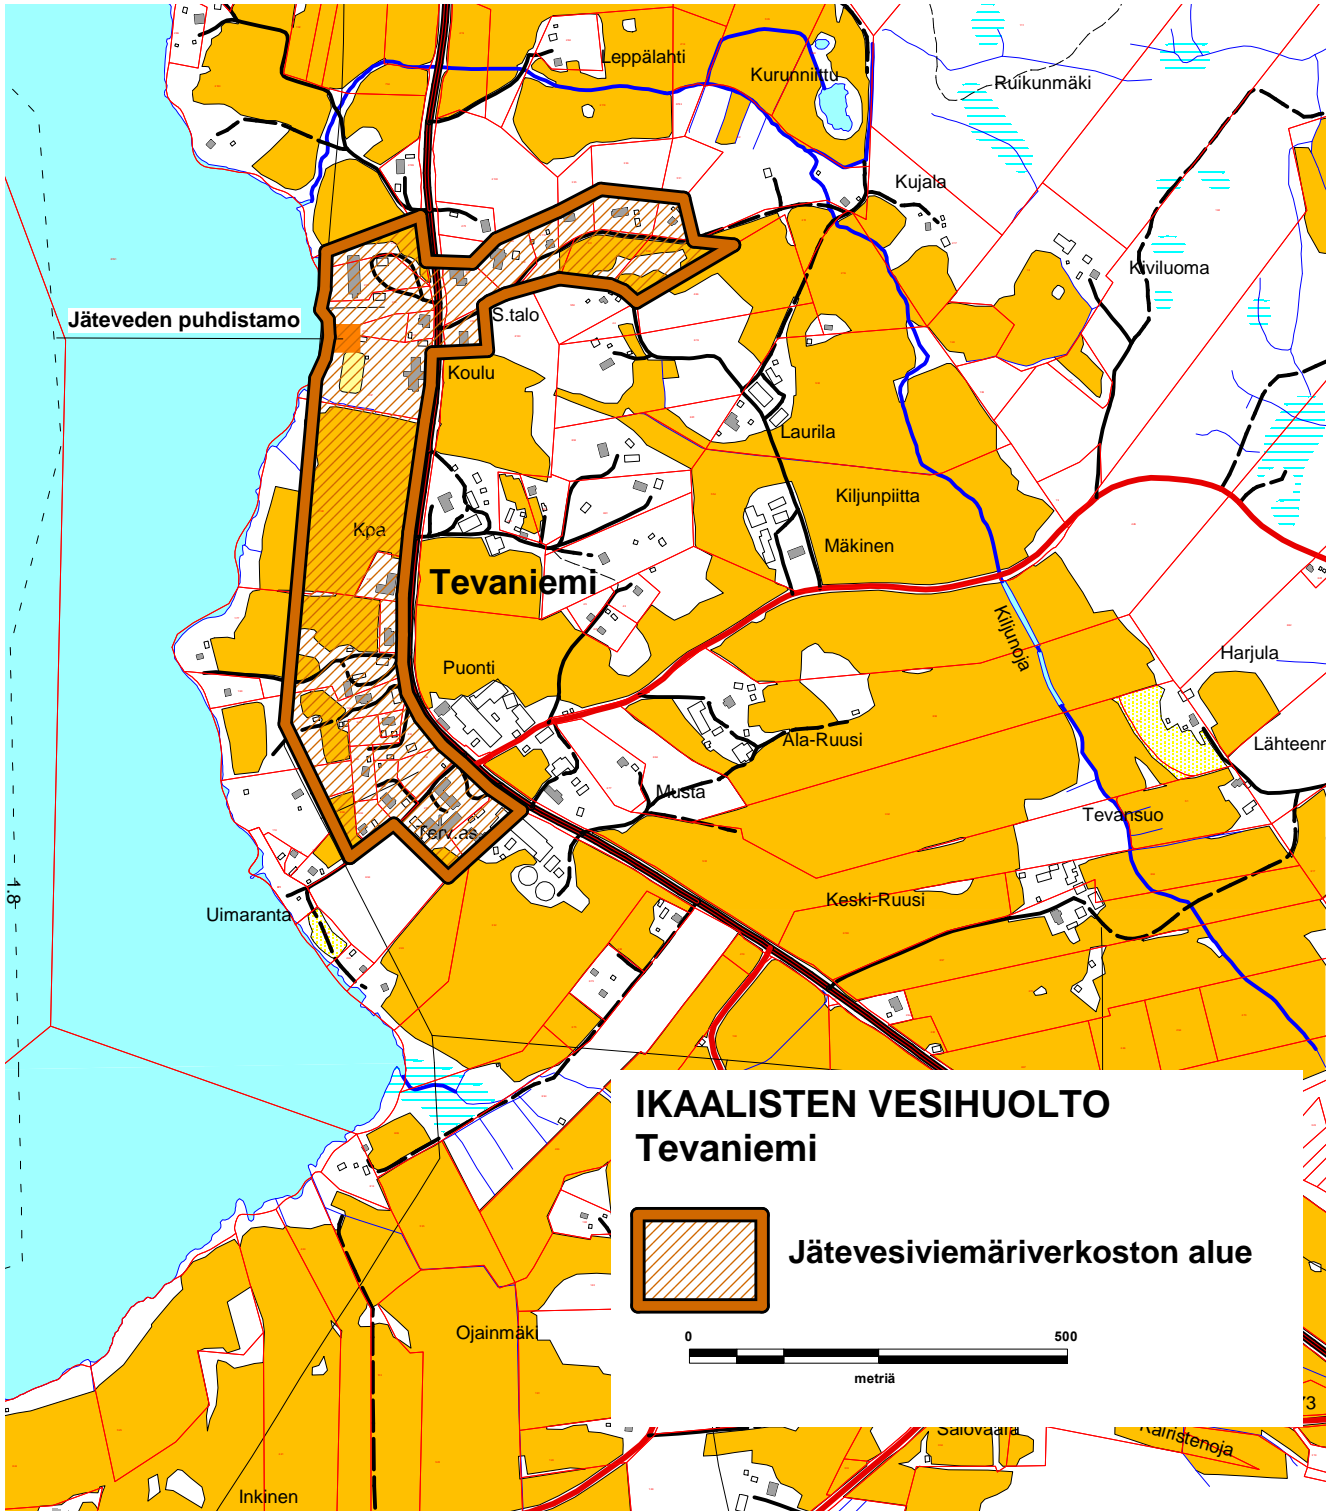 Leppälahti
Kurunniittu
Ruikunmäki
Kujala
Kiviluoma
Jäteveden puhdistamo
S.talo
Koulu
Laurila
Kiljunpiitta
Kpa
Mäkinen
Tevaniemi
Kiljunoja
Puonti
Harjula
Ala-Ruusi
Lähteenr
Musta
Terv.as.
Tevansuo
1.8
Uimaranta
Keski-Ruusi
IKAALISTEN VESIHUOLTO
Tevaniemi
Jätevesiviemäriverkoston alue
0 500
metriä
Ojainmäki
73
Salovaara
Karristenoja
Inkinen